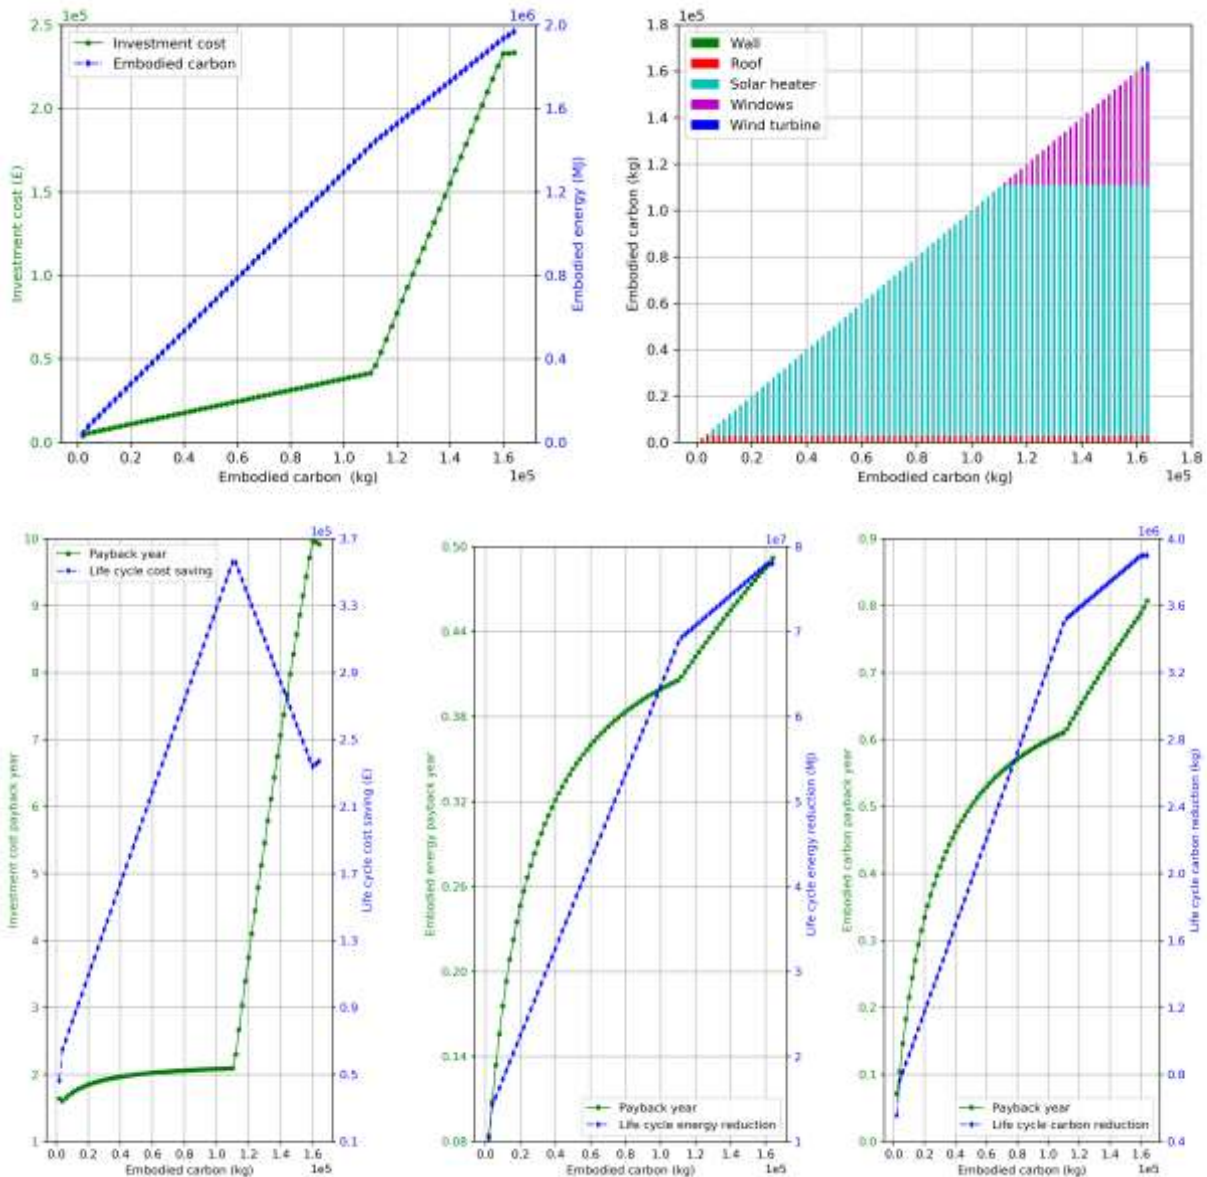 1e5
1e6
2.5
2.0
1.5
1.0
0.5
0.0
Investment cost (£)
Investment cost
Embodied carbon
2.0
1.6
1.2
0.8
0.4
0.0
Embodied energy (MJ)
0.0 0.2 0.4 0.6 0.8 1.0 1.2 1.4 1.6
Embodied carbon (kg)
1e5
1e5
1.8
1.6
1.4
1.2
1.0
0.8
0.6
0.4
0.2
0.0
Embodied carbon (kg)
Wall
Roof
Solar heater
Windows
Wind turbine
0.0 0.2 0.4 0.6 0.8 1.0 1.2 1.4 1.6 1.8
Embodied carbon (kg)
1e5
1e5
10
9
8
7
6
5
4
3
2
1
Investment cost payback year
Payback year
Life cycle cost saving
3.7
3.3
2.9
2.5
2.1
1.7
1.3
0.9
0.5
0.1
Life cycle cost saving (£)
0.0 0.2 0.4 0.6 0.8 1.0 1.2 1.4 1.6
Embodied carbon (kg)
1e5
1e7
0.50
0.44
0.38
0.32
0.26
0.20
0.14
0.08
Embodied energy payback year
Payback year
Life cycle energy reduction
8
7
6
5
4
3
2
1
Life cycle energy reduction (MJ)
0.0 0.2 0.4 0.6 0.8 1.0 1.2 1.4 1.6
Embodied carbon (kg)
1e5
1e6
0.9
0.8
0.7
0.6
0.5
0.4
0.3
0.2
0.1
0.0
Embodied carbon payback year
Payback year
Life cycle carbon reduction
4.0
3.6
3.2
2.8
2.4
2.0
1.6
1.2
0.8
0.4
Life cycle carbon reduction (kg)
0.0 0.2 0.4 0.6 0.8 1.0 1.2 1.4 1.6
Embodied carbon (kg)
1e5